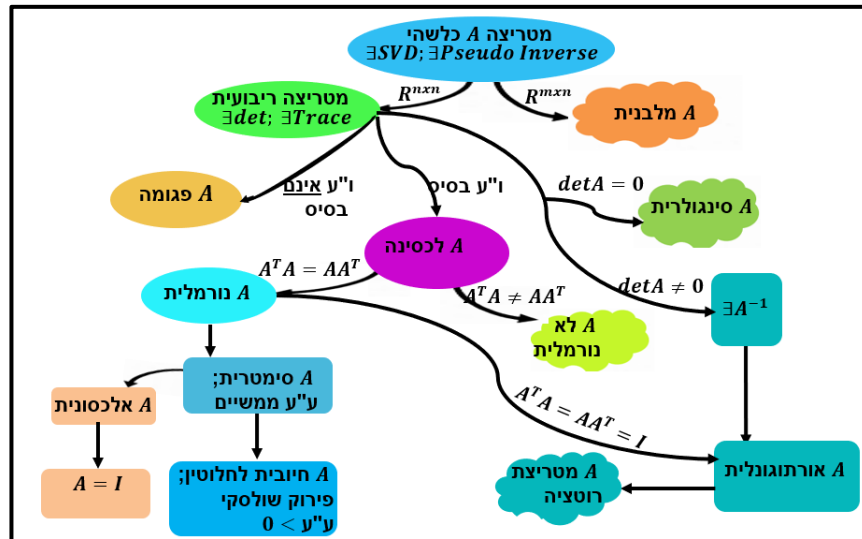 מטריצה A כלשהי
∃SVD; ∃Pseudo Inverse
R^{nxn}
R^{mxn}
מטריצה ריבועית
∃det; ∃Trace
A מלבנית
ו"ע אינם
בסיס
ו"ע בסיס
detA = 0
A פגומה
A סינגולרית
A לכסינה
A^T A = AA^T
A^T A ≠ AA^T
detA ≠ 0
A נורמלית
∃A^{-1}
A לא
נורמלית
A סימטרית;
ע"ע ממשיים
A אלכסונית
A^T A = AA^T = I
A = I
A חיובית לחלוטין;
פירוק שולסקי
ע"ע > 0
A מטריצת
רוטציה
A אורתוגונלית